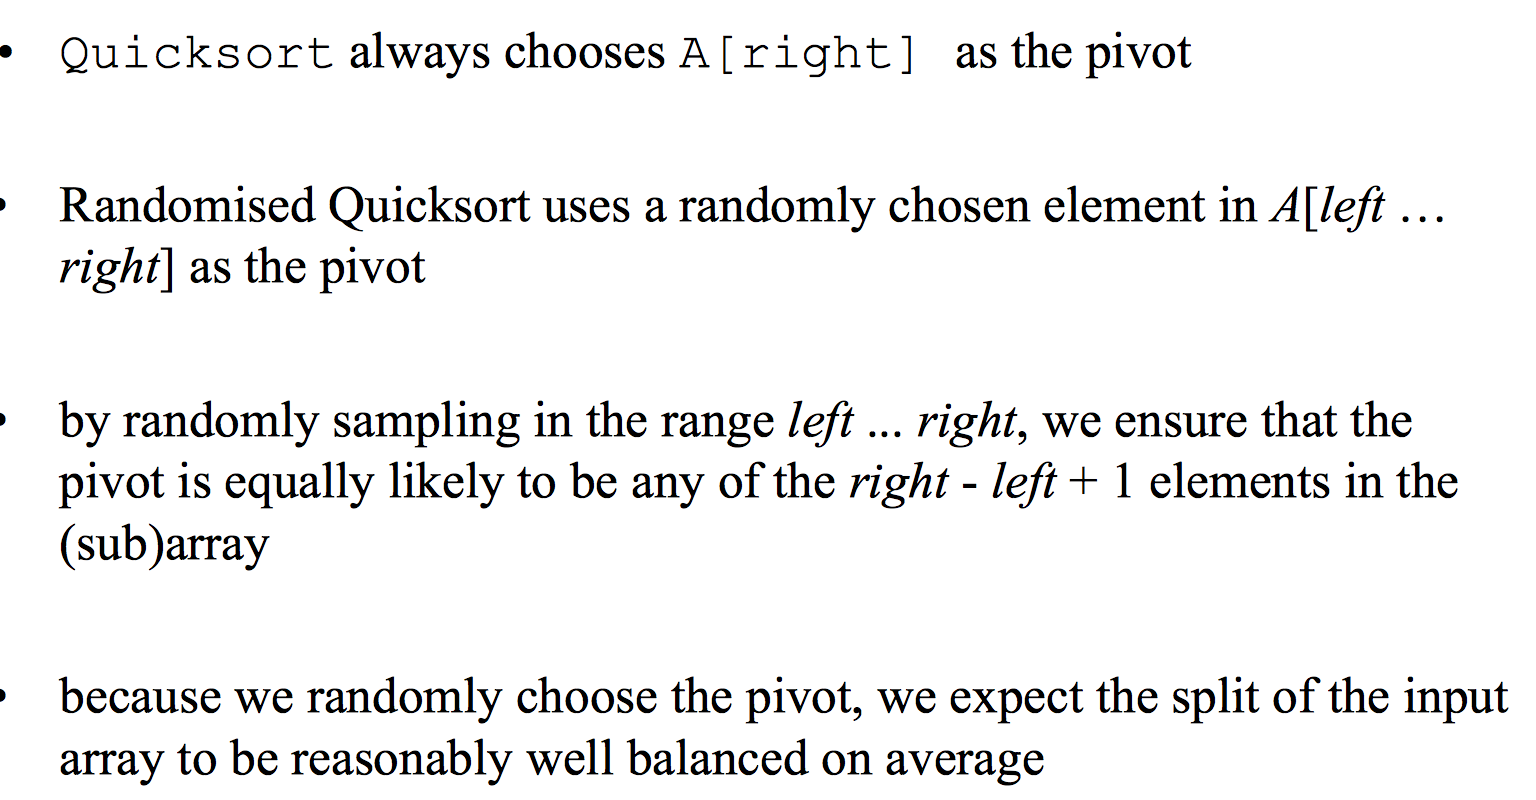 • Quicksort always chooses A[right] as the pivot
• Randomised Quicksort uses a randomly chosen element in A[left …
right] as the pivot
• by randomly sampling in the range left ... right, we ensure that the
pivot is equally likely to be any of the right - left + 1 elements in the
(sub)array
• because we randomly choose the pivot, we expect the split of the input
array to be reasonably well balanced on average